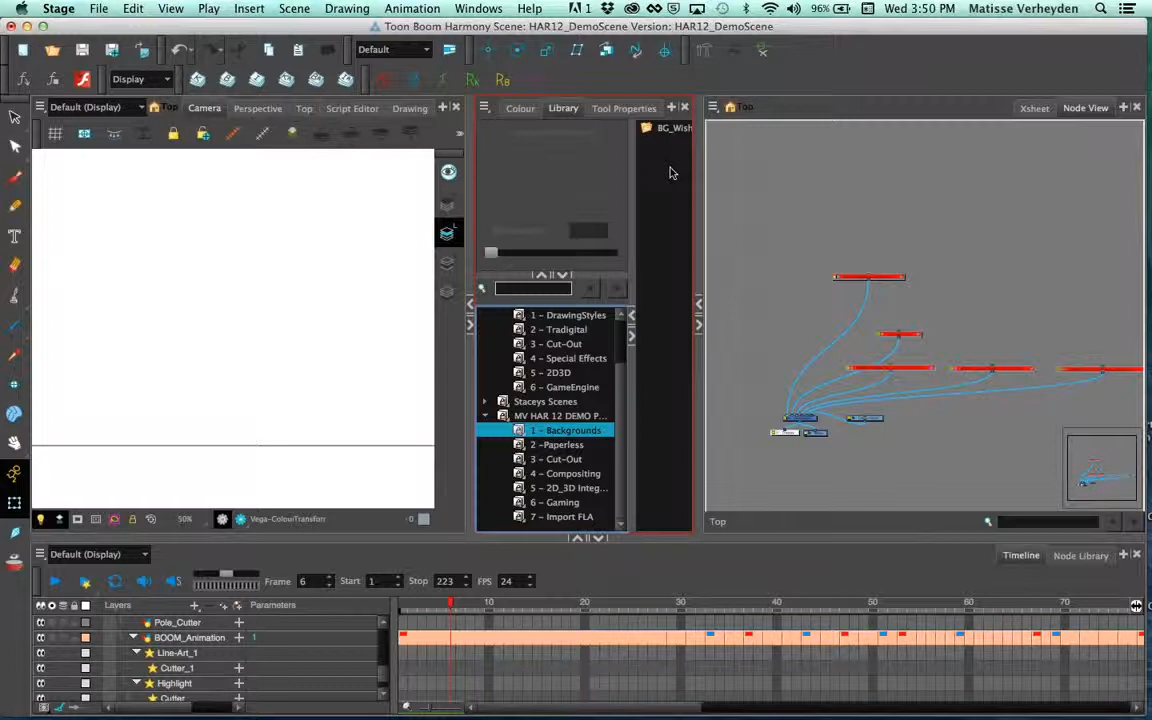 Stage File Edit View Play Insert Scene Drawing Animation Windows Help 1 96% Wed 3:50 PM Matisse Verheyden
Toon Boom Harmony Scene: HAR12_DemoScene Version: HAR12_DemoScene
Default
Display
Default (Display) Top Camera Perspective Top Script Editor Drawing
Colour Library Tool Properties
Top Xsheet Node View
BG_Wish
1 - DrawingStyles
2 - Tradigital
3 - Cut-Out
4 - Special Effects
5 - 2D3D
6 - GameEngine
Staceys Scenes
MV HAR 12 DEMO P...
1 - Backgrounds
2 -Paperless
3 - Cut-Out
4 - Compositing
5 - 2D_3D Integ...
6 - Gaming
7 - Import FLA
50% Vega-ColourTransforn 0
Top
Default (Display) Timeline Node Library
Frame 6 Start 1 Stop 223 FPS 24
Layers Parameters 10 20 30 40 50 60 70
Pole_Cutter
BOOM_Animation 1
Line-Art_1
Cutter_1
Highlight
Cutter